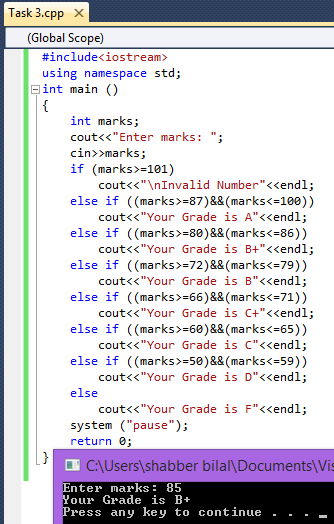 Task 3.cpp
(Global Scope)
#include<iostream>
using namespace std;
int main ()
{
int marks;
cout<<"Enter marks: ";
cin>>marks;
if (marks>=101)
cout<<"\nInvalid Number"<<endl;
else if ((marks>=87)&&(marks<=100))
cout<<"Your Grade is A"<<endl;
else if ((marks>=80)&&(marks<=86))
cout<<"Your Grade is B+"<<endl;
else if ((marks>=72)&&(marks<=79))
cout<<"Your Grade is B"<<endl;
else if ((marks>=66)&&(marks<=71))
cout<<"Your Grade is C+"<<endl;
else if ((marks>=60)&&(marks<=65))
cout<<"Your Grade is C"<<endl;
else if ((marks>=50)&&(marks<=59))
cout<<"Your Grade is D"<<endl;
else
cout<<"Your Grade is F"<<endl;
system ("pause");
return 0;
}
C:\Users\shabber bilal\Documents\Vis
Enter marks: 85
Your Grade is B+
Press any key to continue . . .